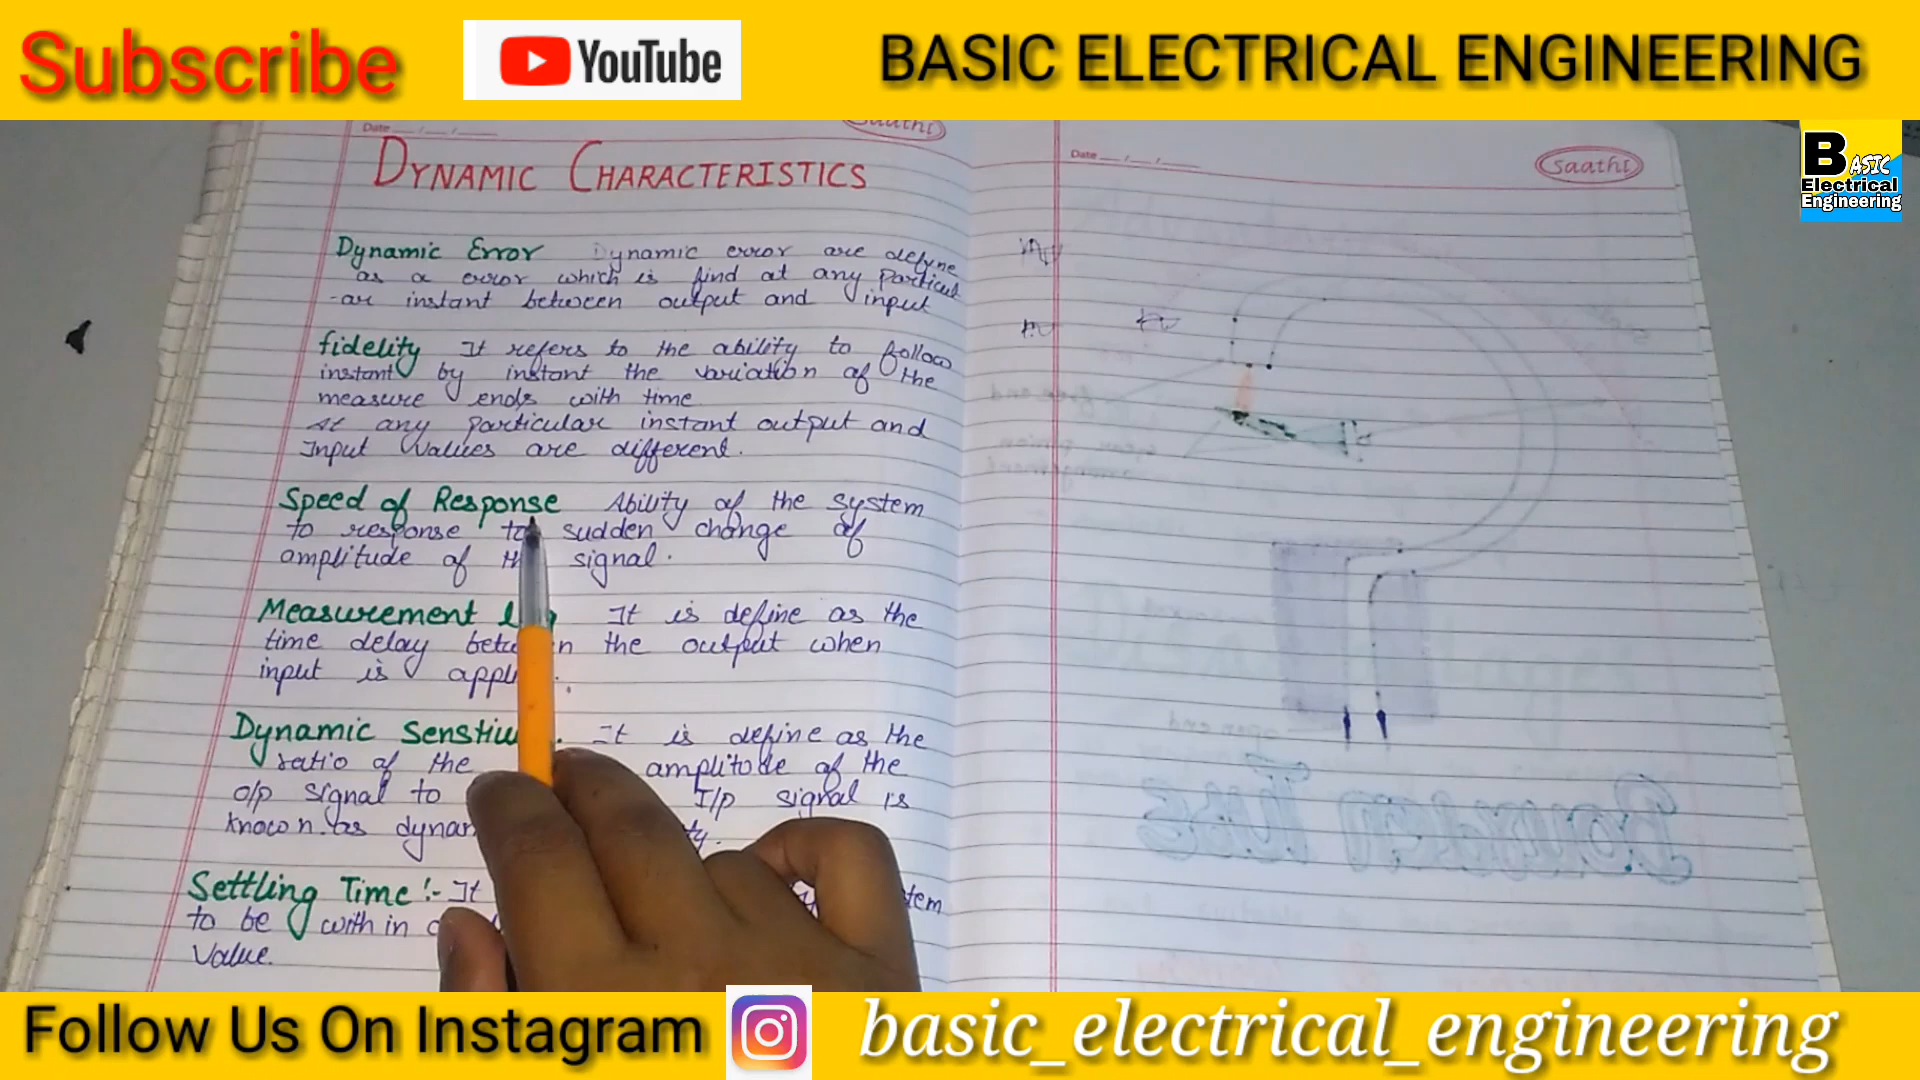 Subscribe
YouTube
BASIC ELECTRICAL ENGINEERING
BASIC
Electrical
Engineering
Date
Saathi
Date
Saathi
DYNAMIC CHARACTERISTICS
Dynamic Error Dynamic error are define
as a error which is find at any particul
-ar instant between output and input
fidelity It refers to the ability to follow
instant by instant the variation of the
measure ends with time
At any particular instant output and
Input Values are different.
Speed of Response Ability of the system
to response to sudden change of
amplitude of the signal.
Measurement It is define as the
time delay between the output when
input is
Dynamic It is define as the
ratio of the amplitode of the
O/p signal to I/p signal is
known as
Settling Time :- It
to be with in
Value.
Bourden Tube
Follow Us On Instagram
basic_electrical_engineering